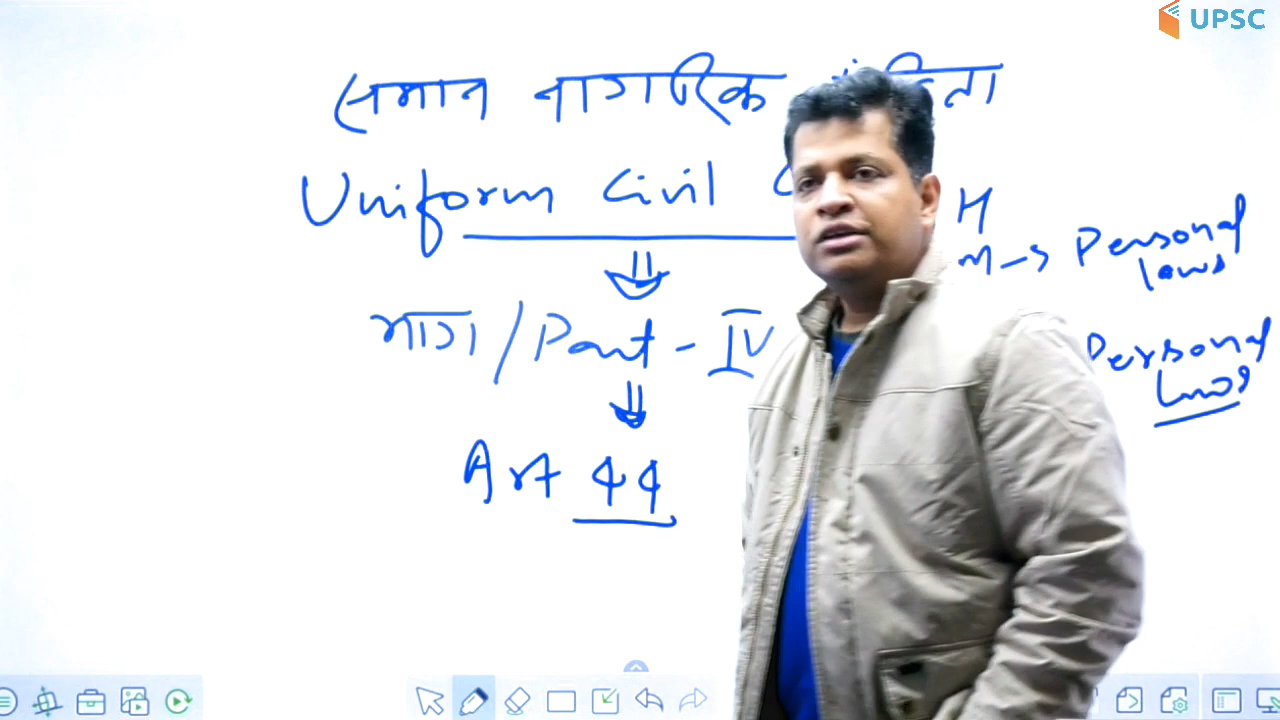 UPSC
समान नागरिक
Uniform Civil C
H
M → Personal
laws
भाग / Part - IV
Personal
laws
Art 44